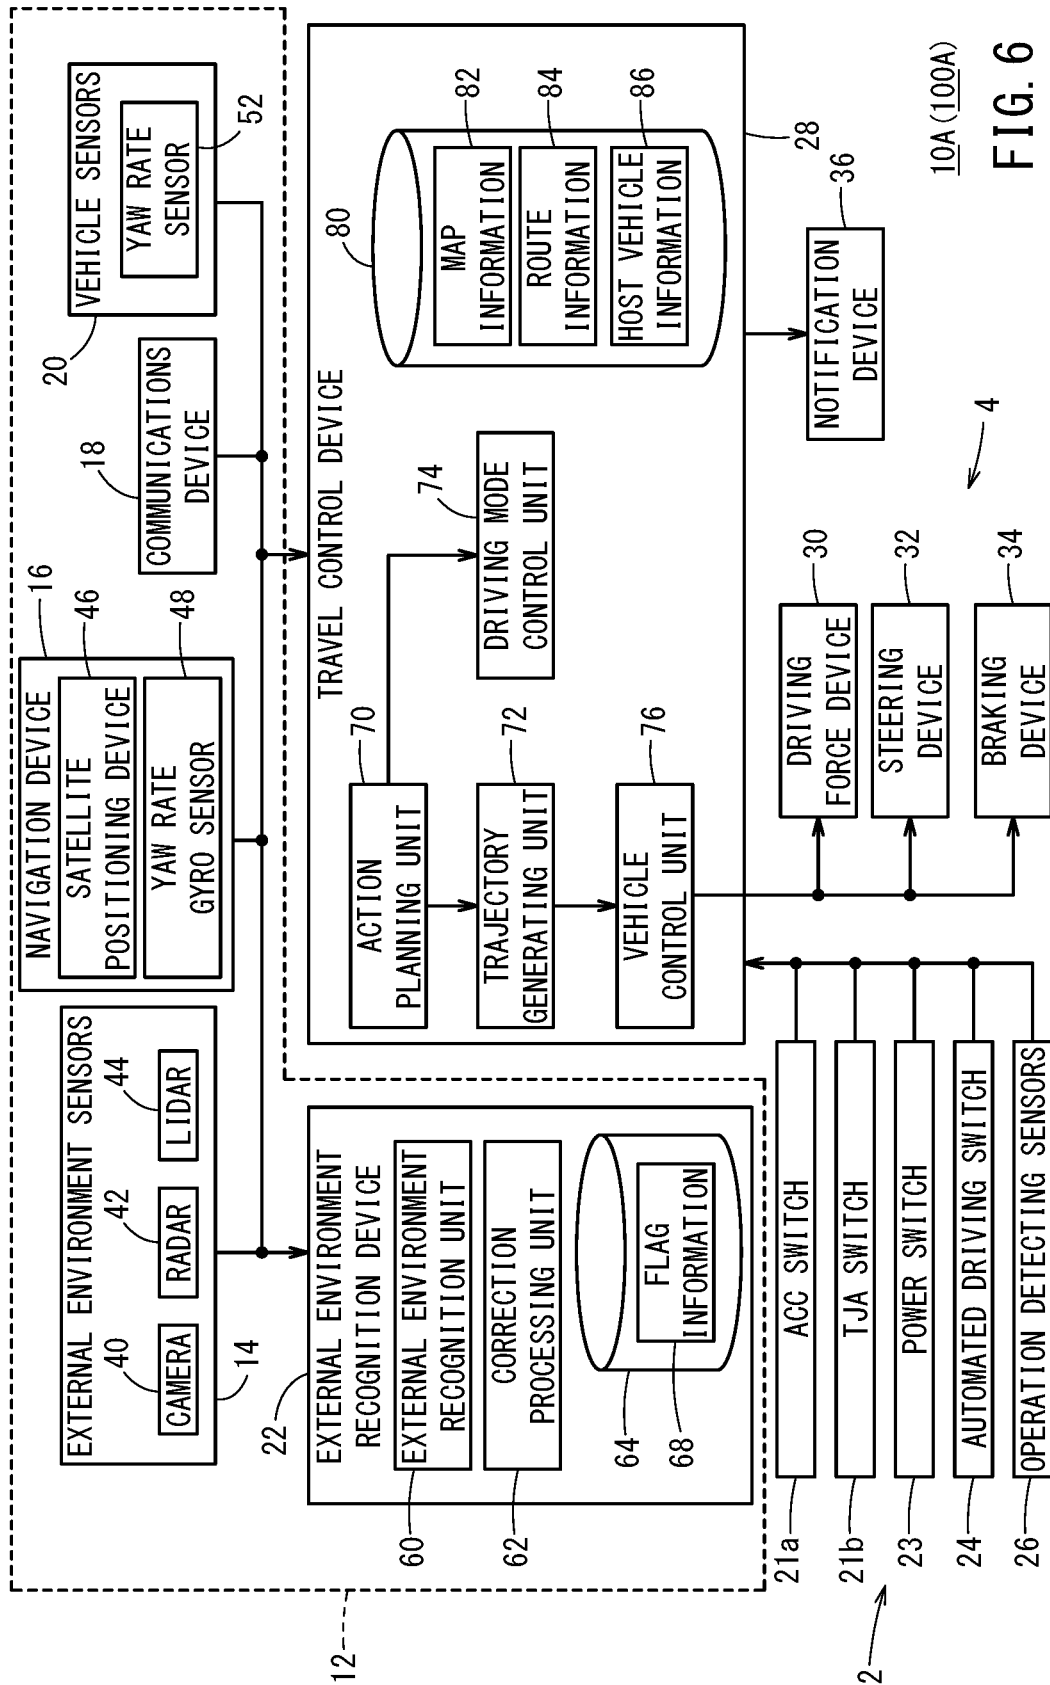 12
EXTERNAL ENVIRONMENT SENSORS
40
42
44
CAMERA
RADAR
LIDAR
14
NAVIGATION DEVICE
16
SATELLITE
POSITIONING DEVICE
46
YAW RATE
GYRO SENSOR
48
18
COMMUNICATIONS
DEVICE
20
VEHICLE SENSORS
YAW RATE
SENSOR
52
22
EXTERNAL ENVIRONMENT
RECOGNITION DEVICE
60
EXTERNAL ENVIRONMENT
RECOGNITION UNIT
62
CORRECTION
PROCESSING UNIT
64
68
FLAG
INFORMATION
TRAVEL CONTROL DEVICE
70
ACTION
PLANNING UNIT
72
TRAJECTORY
GENERATING UNIT
74
DRIVING MODE
CONTROL UNIT
76
VEHICLE
CONTROL UNIT
80
MAP
INFORMATION
82
ROUTE
INFORMATION
84
HOST VEHICLE
INFORMATION
86
28
21a
ACC SWITCH
21b
TJA SWITCH
23
POWER SWITCH
24
AUTOMATED DRIVING SWITCH
26
OPERATION DETECTING SENSORS
2
DRIVING
FORCE DEVICE
30
STEERING
DEVICE
32
BRAKING
DEVICE
34
4
NOTIFICATION
DEVICE
36
10A(100A)
FIG. 6